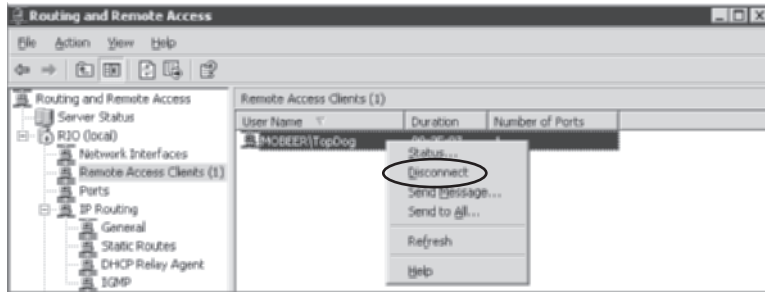 Routing and Remote Access
File Action View Help
Routing and Remote Access
Server Status
RIO (local)
Network Interfaces
Remote Access Clients (1)
Ports
IP Routing
General
Static Routes
DHCP Relay Agent
IGMP
Remote Access Clients (1)
User Name Duration Number of Ports
MOBEER\TopDog
Status...
Disconnect
Send Message...
Send to All...
Refresh
Help